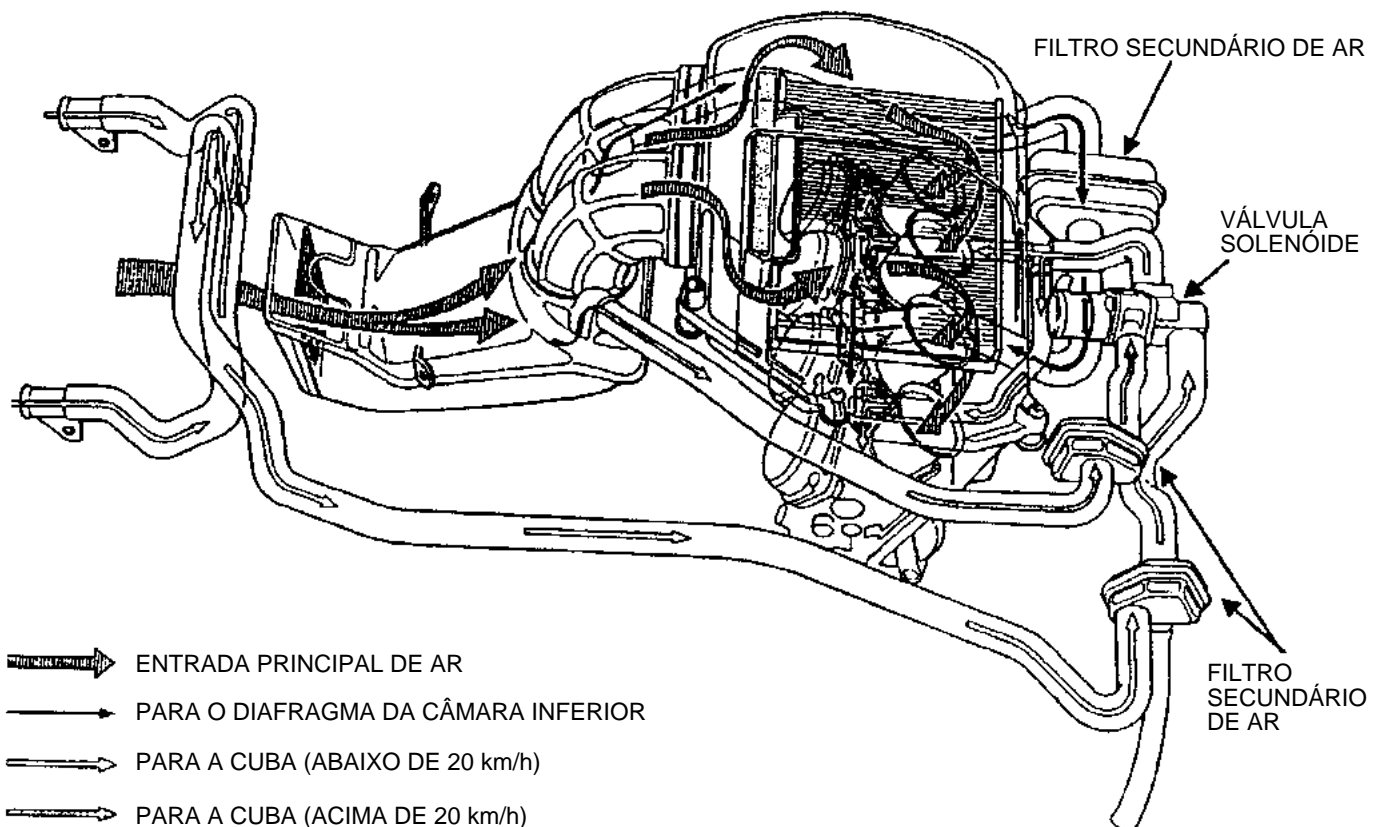 FILTRO SECUNDÁRIO DE AR
VÁLVULA
SOLENÓIDE
FILTRO
SECUNDÁRIO
DE AR
ENTRADA PRINCIPAL DE AR
PARA O DIAFRAGMA DA CÂMARA INFERIOR
PARA A CUBA (ABAIXO DE 20 km/h)
PARA A CUBA (ACIMA DE 20 km/h)